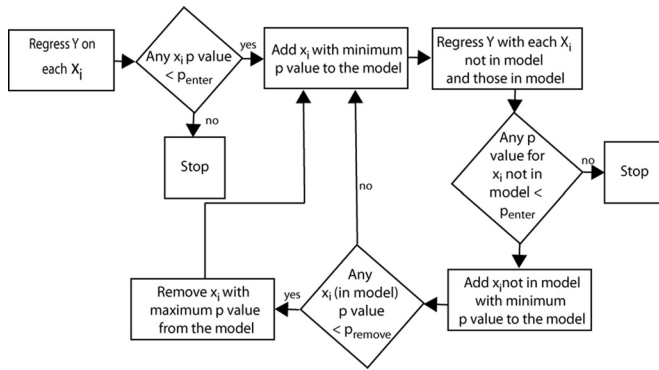 Regress Y on
each Xi
Any xi p value
< penter
yes
no
Stop
Add xi with minimum
p value to the model
Regress Y with each Xi
not in model
and those in model
Any p
value for
xi not in
model <
penter
no
Stop
Add xinot in model
with minimum
p value to the model
Any
xi (in model)
p value
< premove
no
yes
Remove xi with
maximum p value
from the model